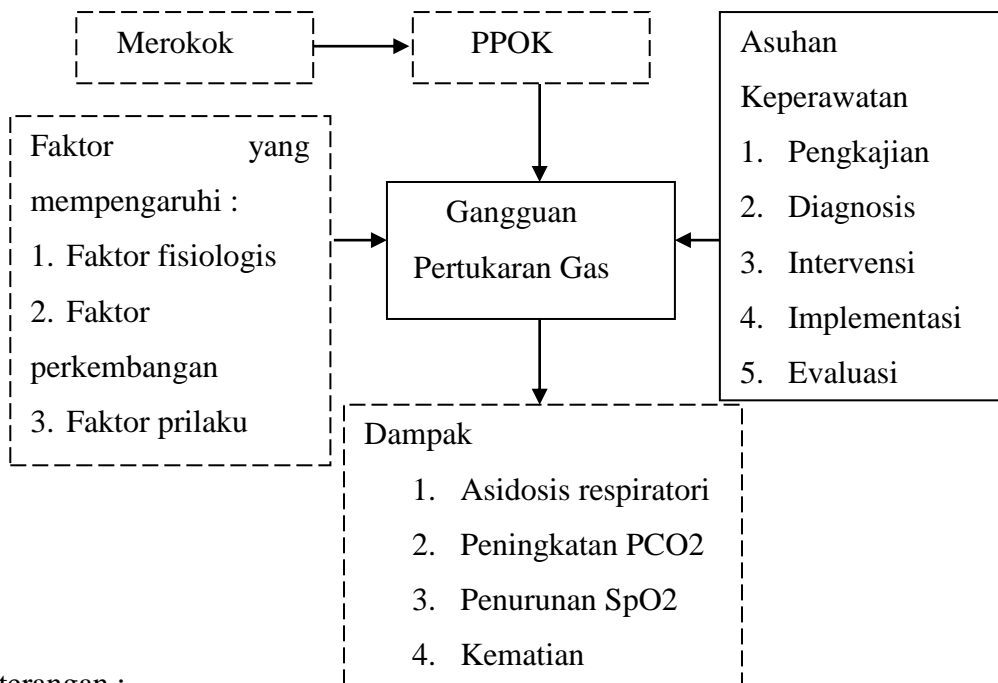 Merokok
PPOK
Asuhan
Keperawatan
1. Pengkajian
2. Diagnosis
3. Intervensi
4. Implementasi
5. Evaluasi
Faktor yang
mempengaruhi :
1. Faktor fisiologis
2. Faktor
perkembangan
3. Faktor prilaku
Gangguan
Pertukaran Gas
Dampak
1. Asidosis respiratori
2. Peningkatan PCO2
3. Penurunan SpO2
4. Kematian